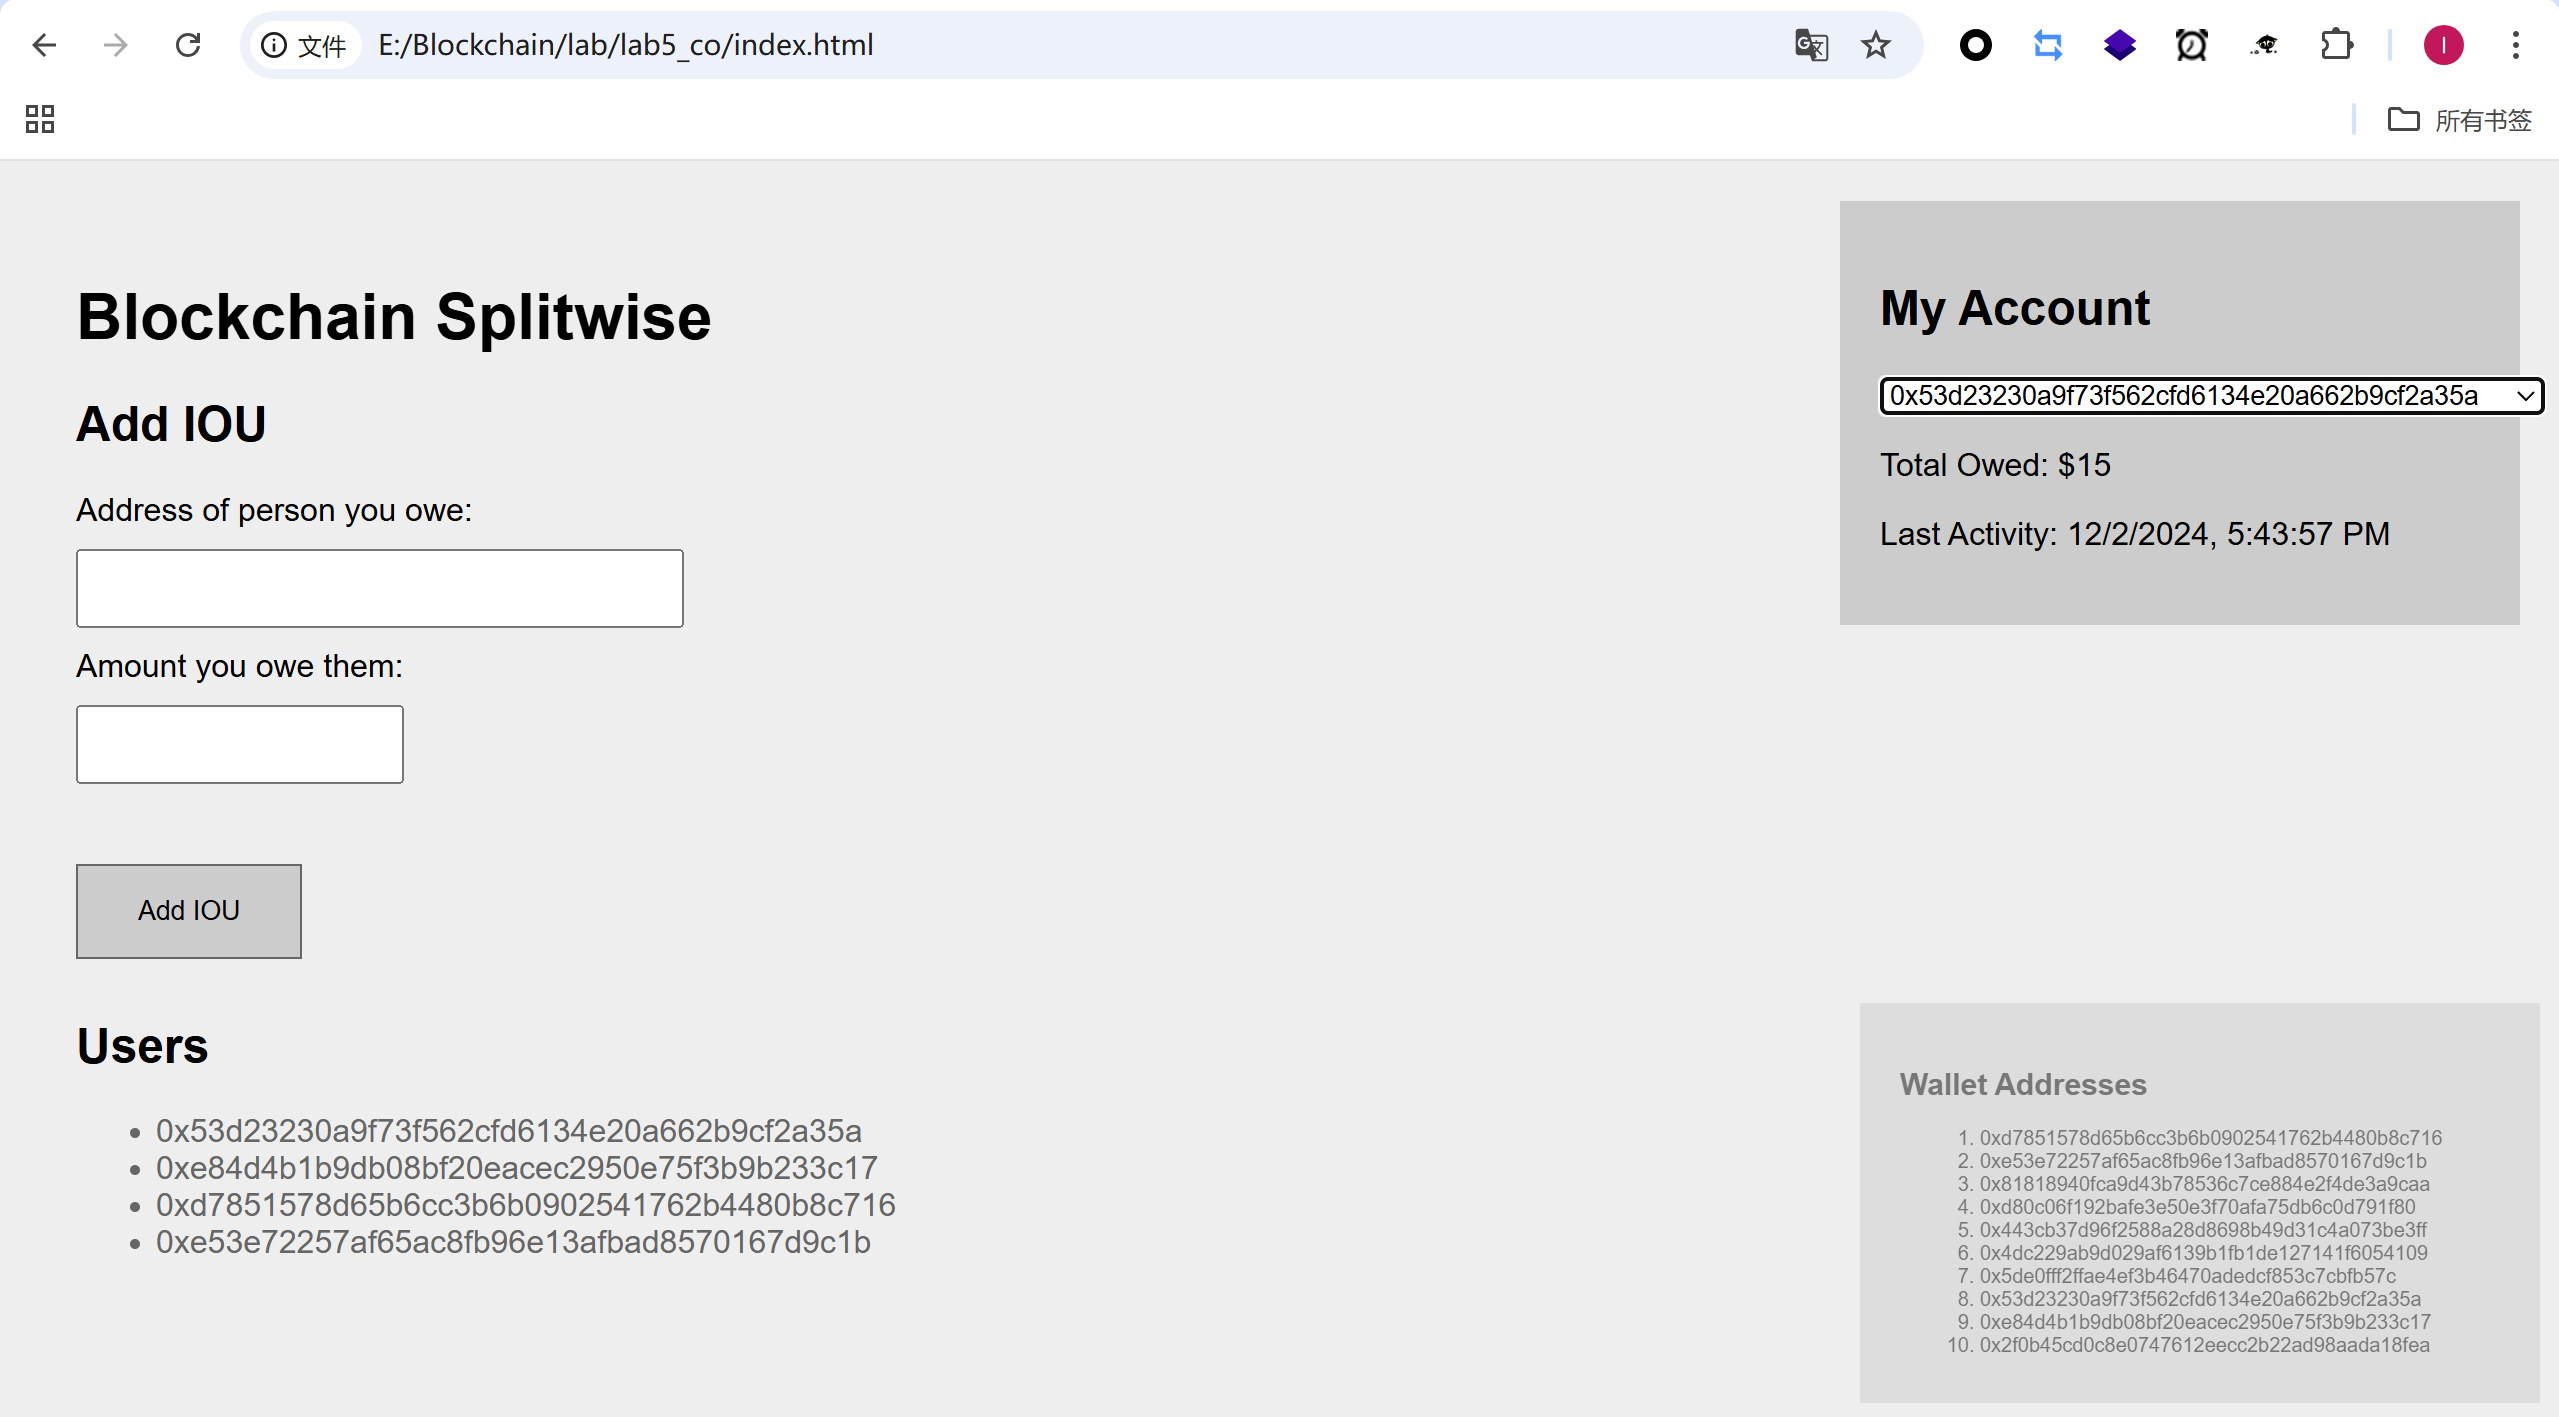 文件 E:/Blockchain/lab/lab5_co/index.html
I
所有书签
Blockchain Splitwise
Add IOU
Address of person you owe:
Amount you owe them:
Add IOU
Users
0x53d23230a9f73f562cfd6134e20a662b9cf2a35a
0xe84d4b1b9db08bf20eacec2950e75f3b9b233c17
0xd7851578d65b6cc3b6b0902541762b4480b8c716
0xe53e72257af65ac8fb96e13afbad8570167d9c1b
My Account
0x53d23230a9f73f562cfd6134e20a662b9cf2a35a
Total Owed: $15
Last Activity: 12/2/2024, 5:43:57 PM
Wallet Addresses
1. 0xd7851578d65b6cc3b6b0902541762b4480b8c716
2. 0xe53e72257af65ac8fb96e13afbad8570167d9c1b
3. 0x81818940fca9d43b78536c7ce884e2f4de3a9caa
4. 0xd80c06f192bafe3e50e3f70afa75db6c0d791f80
5. 0x443cb37d96f2588a28d8698b49d31c4a073be3ff
6. 0x4dc229ab9d029af6139b1fb1de127141f6054109
7. 0x5de0fff2ffae4ef3b46470adedcf853c7cbfb57c
8. 0x53d23230a9f73f562cfd6134e20a662b9cf2a35a
9. 0xe84d4b1b9db08bf20eacec2950e75f3b9b233c17
10. 0x2f0b45cd0c8e0747612eecc2b22ad98aada18fea